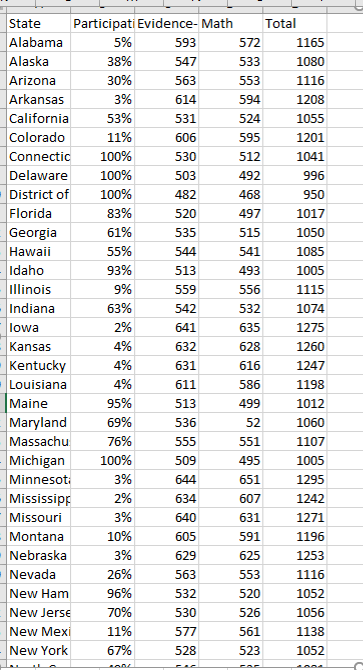 State Participati Evidence- Math Total
Alabama 5% 593 572 1165
Alaska 38% 547 533 1080
Arizona 30% 563 553 1116
Arkansas 3% 614 594 1208
California 53% 531 524 1055
Colorado 11% 606 595 1201
Connectic 100% 530 512 1041
Delaware 100% 503 492 996
District of 100% 482 468 950
Florida 83% 520 497 1017
Georgia 61% 535 515 1050
Hawaii 55% 544 541 1085
Idaho 93% 513 493 1005
Illinois 9% 559 556 1115
Indiana 63% 542 532 1074
Iowa 2% 641 635 1275
Kansas 4% 632 628 1260
Kentucky 4% 631 616 1247
Louisiana 4% 611 586 1198
Maine 95% 513 499 1012
Maryland 69% 536 52 1060
Massachu 76% 555 551 1107
Michigan 100% 509 495 1005
Minnesota 3% 644 651 1295
Mississipp 2% 634 607 1242
Missouri 3% 640 631 1271
Montana 10% 605 591 1196
Nebraska 3% 629 625 1253
Nevada 26% 563 553 1116
New Ham 96% 532 520 1052
New Jerse 70% 530 526 1056
New Mexi 11% 577 561 1138
New York 67% 528 523 1052